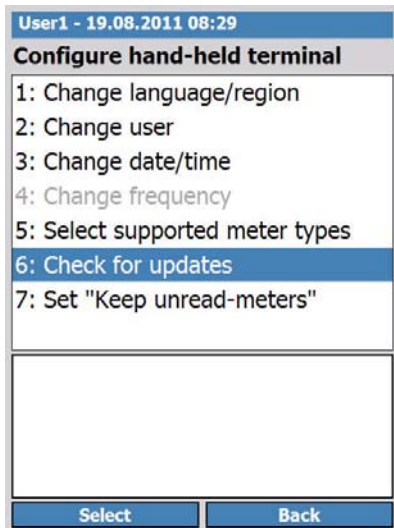 User1 - 19.08.2011 08:29
Configure hand-held terminal
1: Change language/region
2: Change user
3: Change date/time
4: Change frequency
5: Select supported meter types
6: Check for updates
7: Set "Keep unread-meters"
Select Back